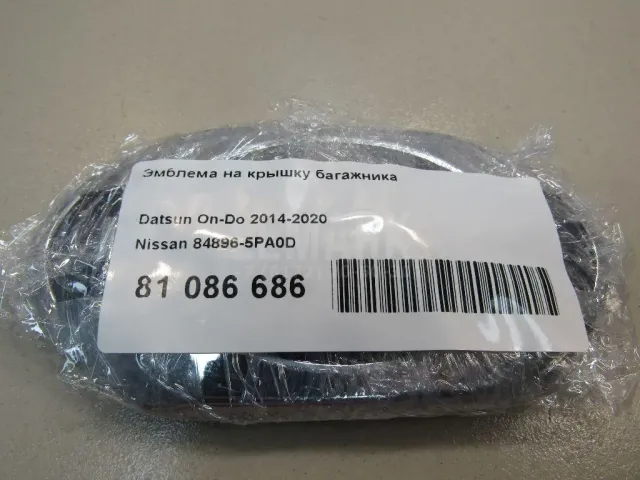 Эмблема на крышку багажника
Datsun On-Do 2014-2020
Nissan 84896-5PA0D
81 086 686